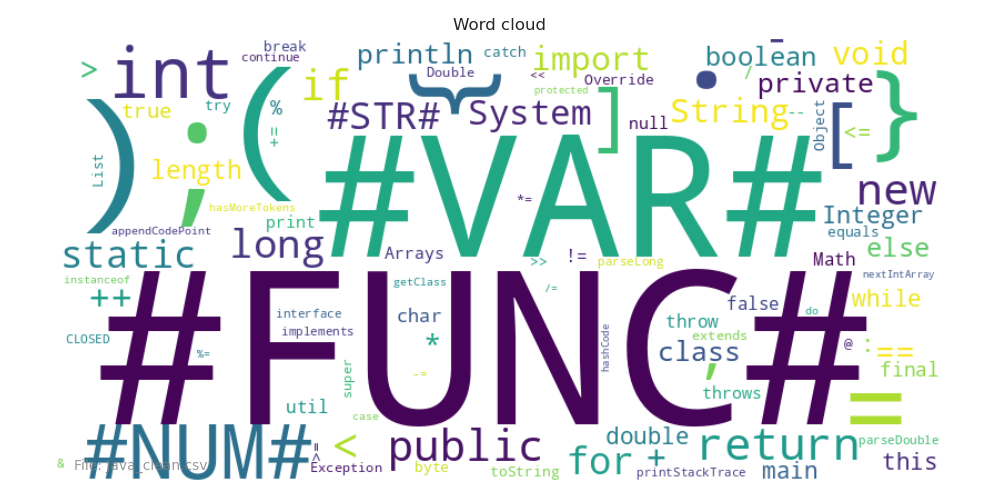 Word cloud
break
continue
println
catch
import
boolean
void
>
int
if
Double
<<
Override
/
private
protected
true
try
%
{
]
.
}
#STR#
System
null
String
--
Object
[
<=
)
;
(
+=
#VAR#
List
length
new
hasMoreTokens
*=
print
Integer
appendCodePoint
equals
static
long
Arrays
>>
!=
parseLong
Math
else
instanceof
#FUNC#
getClass
nextIntArray
++
/=
false
do
while
interface
char
throw
CLOSED
implements
*
hashCode
extends
@
:
==
%=
class
super
-=
,
final
util
case
throws
=
#NUM#
<
public
double
return
parseDouble
&
File: java_clean.csv
^=
Exception
byte
toString
for
+
printStackTrace
main
this